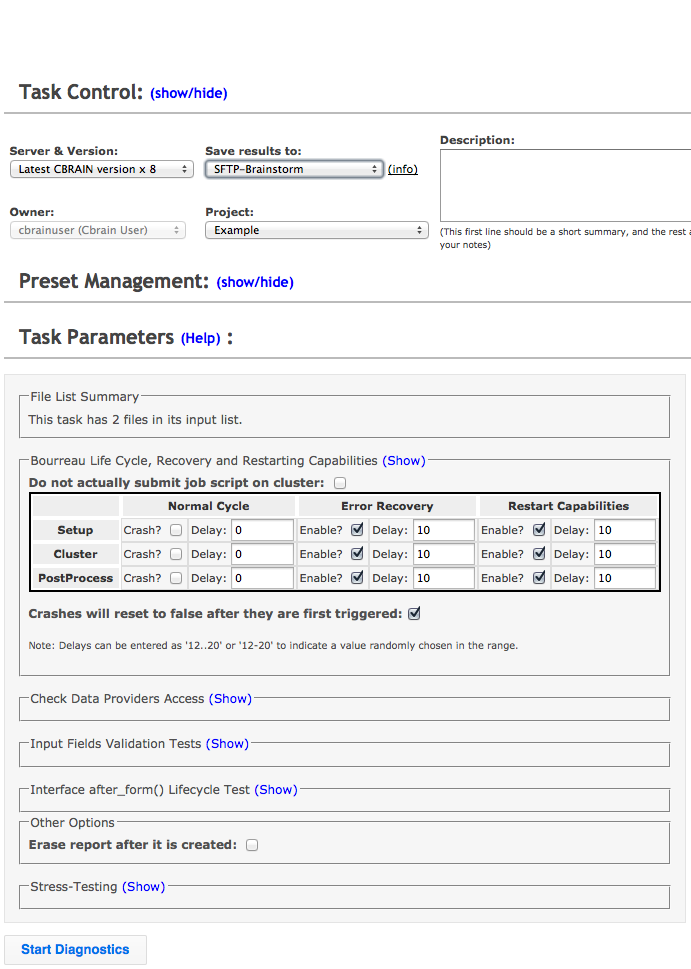 Task Control: (show/hide)
Server & Version: Save results to: Description:
Latest CBRAIN version x 8 SFTP-Brainstorm (info)
Owner: Project:
cbrainuser (Cbrain User) Example
(This first line should be a short summary, and the rest a
your notes)
Preset Management: (show/hide)
Task Parameters (Help) :
File List Summary
This task has 2 files in its input list.
Bourreau Life Cycle, Recovery and Restarting Capabilities (Show)
Do not actually submit job script on cluster:
Normal Cycle Error Recovery Restart Capabilities
Setup Crash? Delay: 0 Enable? Delay: 10 Enable? Delay: 10
Cluster Crash? Delay: 0 Enable? Delay: 10 Enable? Delay: 10
PostProcess Crash? Delay: 0 Enable? Delay: 10 Enable? Delay: 10
Crashes will reset to false after they are first triggered:
Note: Delays can be entered as '12..20' or '12-20' to indicate a value randomly chosen in the range.
Check Data Providers Access (Show)
Input Fields Validation Tests (Show)
Interface after_form() Lifecycle Test (Show)
Other Options
Erase report after it is created:
Stress-Testing (Show)
Start Diagnostics